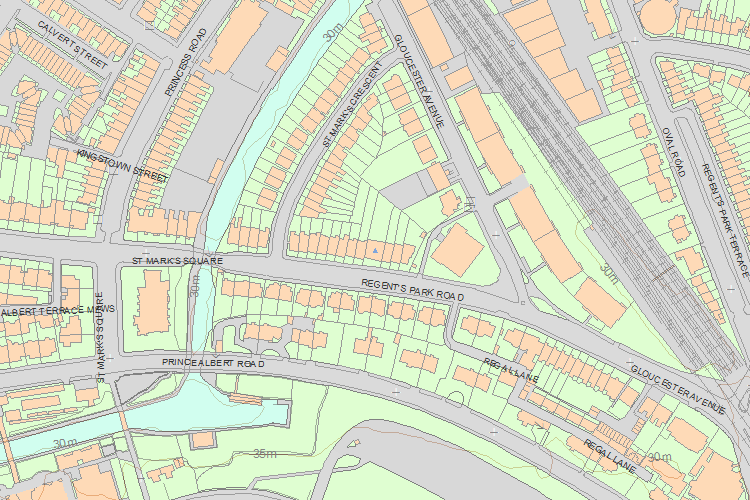 CALVERT STREET
PRINCESS ROAD
30m
GLOUCESTER AVENUE
ST MARK'S CRESCENT
KINGSTOWN STREET
OVAL ROAD
REGENT'S PARK TERRACE
ST MARK'S SQUARE
30m
30m
REGENT'S PARK ROAD
ALBERT TERRACE MEWS
ST MARK'S SQUARE
PRINCE ALBERT ROAD
REGAL LANE
GLOUCESTER AVENUE
30m
35m
REGAL LANE
30m